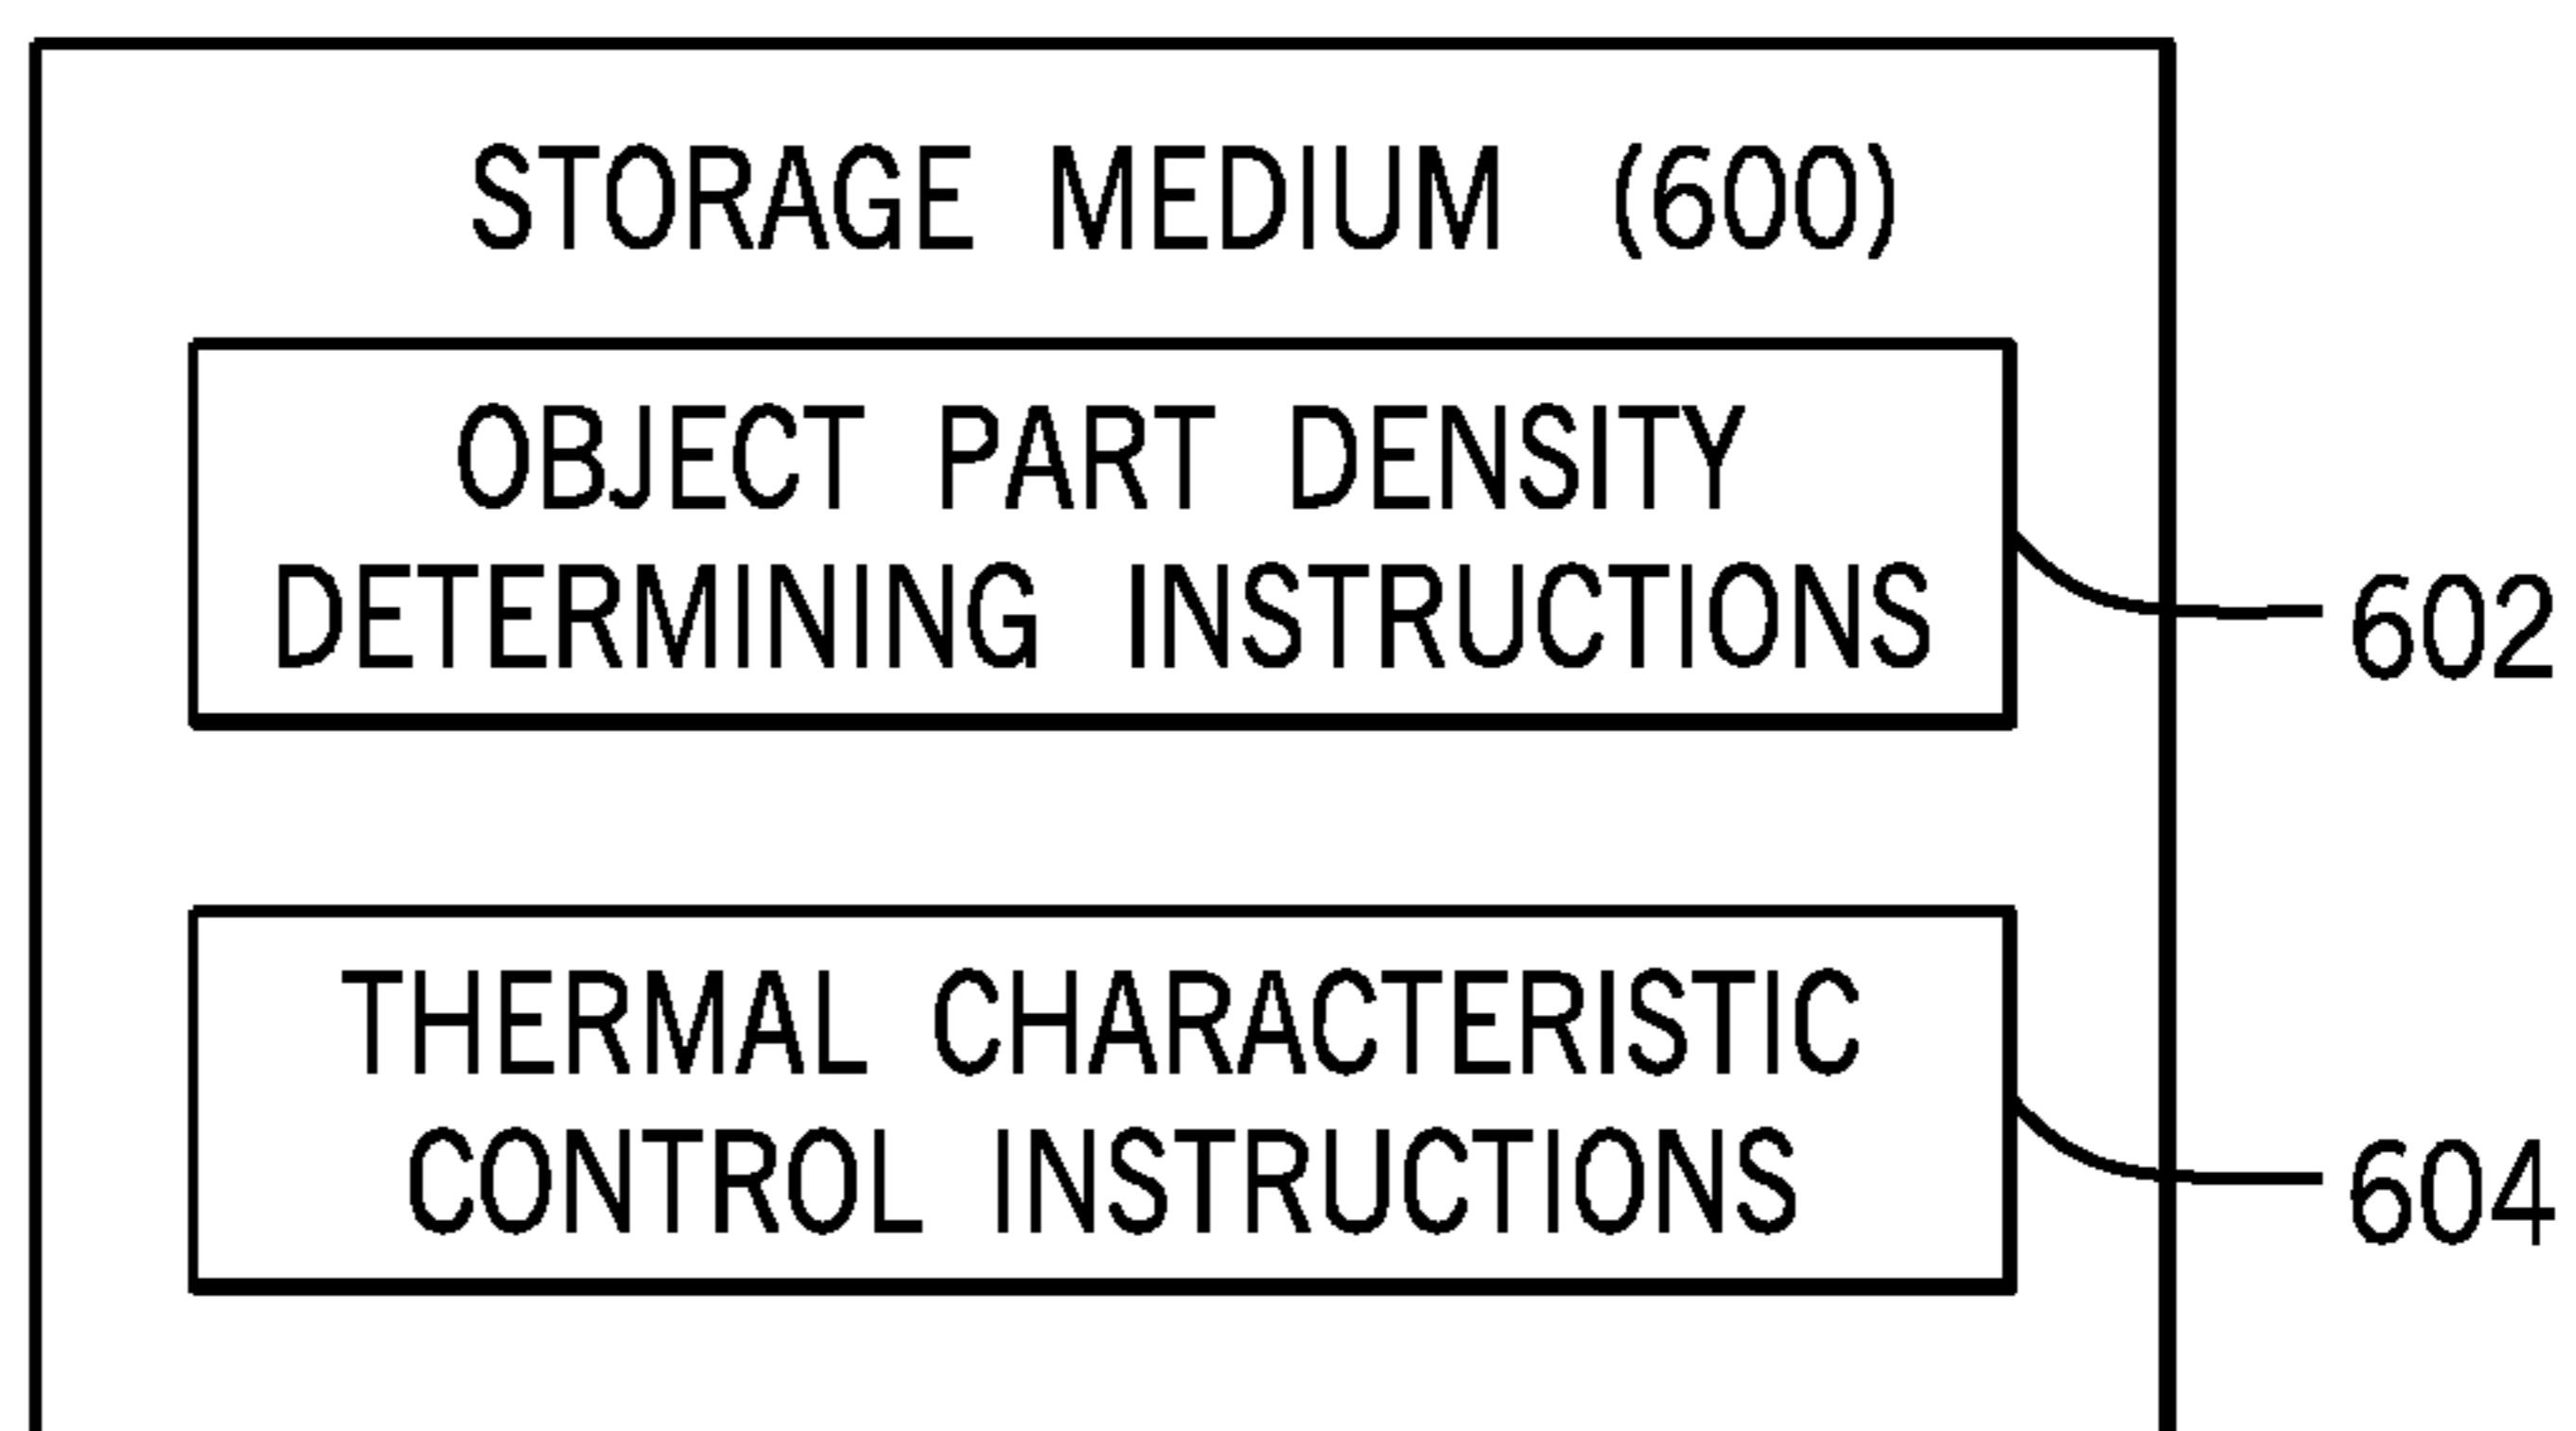 STORAGE MEDIUM (600)
OBJECT PART DENSITY
DETERMINING INSTRUCTIONS
602
THERMAL CHARACTERISTIC
CONTROL INSTRUCTIONS
604